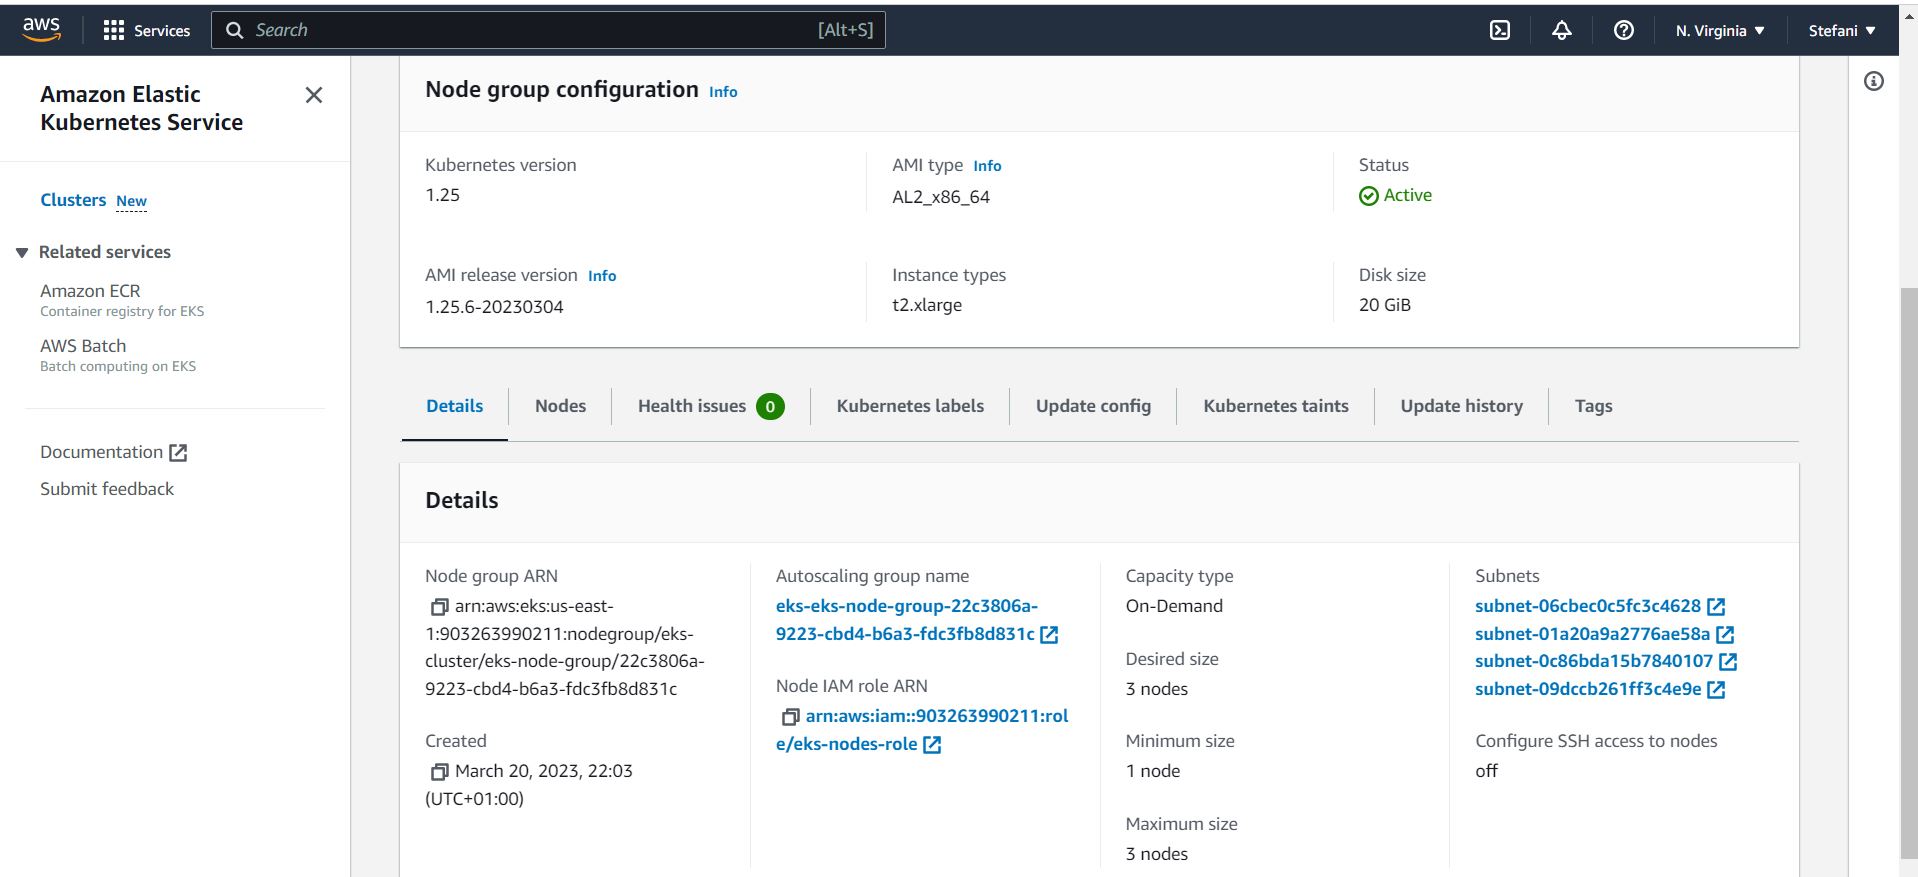 aws
Services
Search
[Alt+S]
N. Virginia
Stefani
Amazon Elastic
Kubernetes Service
Clusters New
Related services
Amazon ECR
Container registry for EKS
AWS Batch
Batch computing on EKS
Documentation
Submit feedback
Node group configuration Info
Kubernetes version
1.25
AMI type Info
AL2_x86_64
Status
Active
AMI release version Info
1.25.6-20230304
Instance types
t2.xlarge
Disk size
20 GiB
Details
Nodes
Health issues 0
Kubernetes labels
Update config
Kubernetes taints
Update history
Tags
Details
Node group ARN
arn:aws:eks:us-east-
1:903263990211:nodegroup/eks-
cluster/eks-node-group/22c3806a-
9223-cbd4-b6a3-fdc3fb8d831c
Created
March 20, 2023, 22:03
(UTC+01:00)
Autoscaling group name
eks-eks-node-group-22c3806a-
9223-cbd4-b6a3-fdc3fb8d831c
Node IAM role ARN
arn:aws:iam::903263990211:rol
e/eks-nodes-role
Capacity type
On-Demand
Desired size
3 nodes
Minimum size
1 node
Maximum size
3 nodes
Subnets
subnet-06cbec0c5fc3c4628
subnet-01a20a9a2776ae58a
subnet-0c86bda15b7840107
subnet-09dccb261ff3c4e9e
Configure SSH access to nodes
off